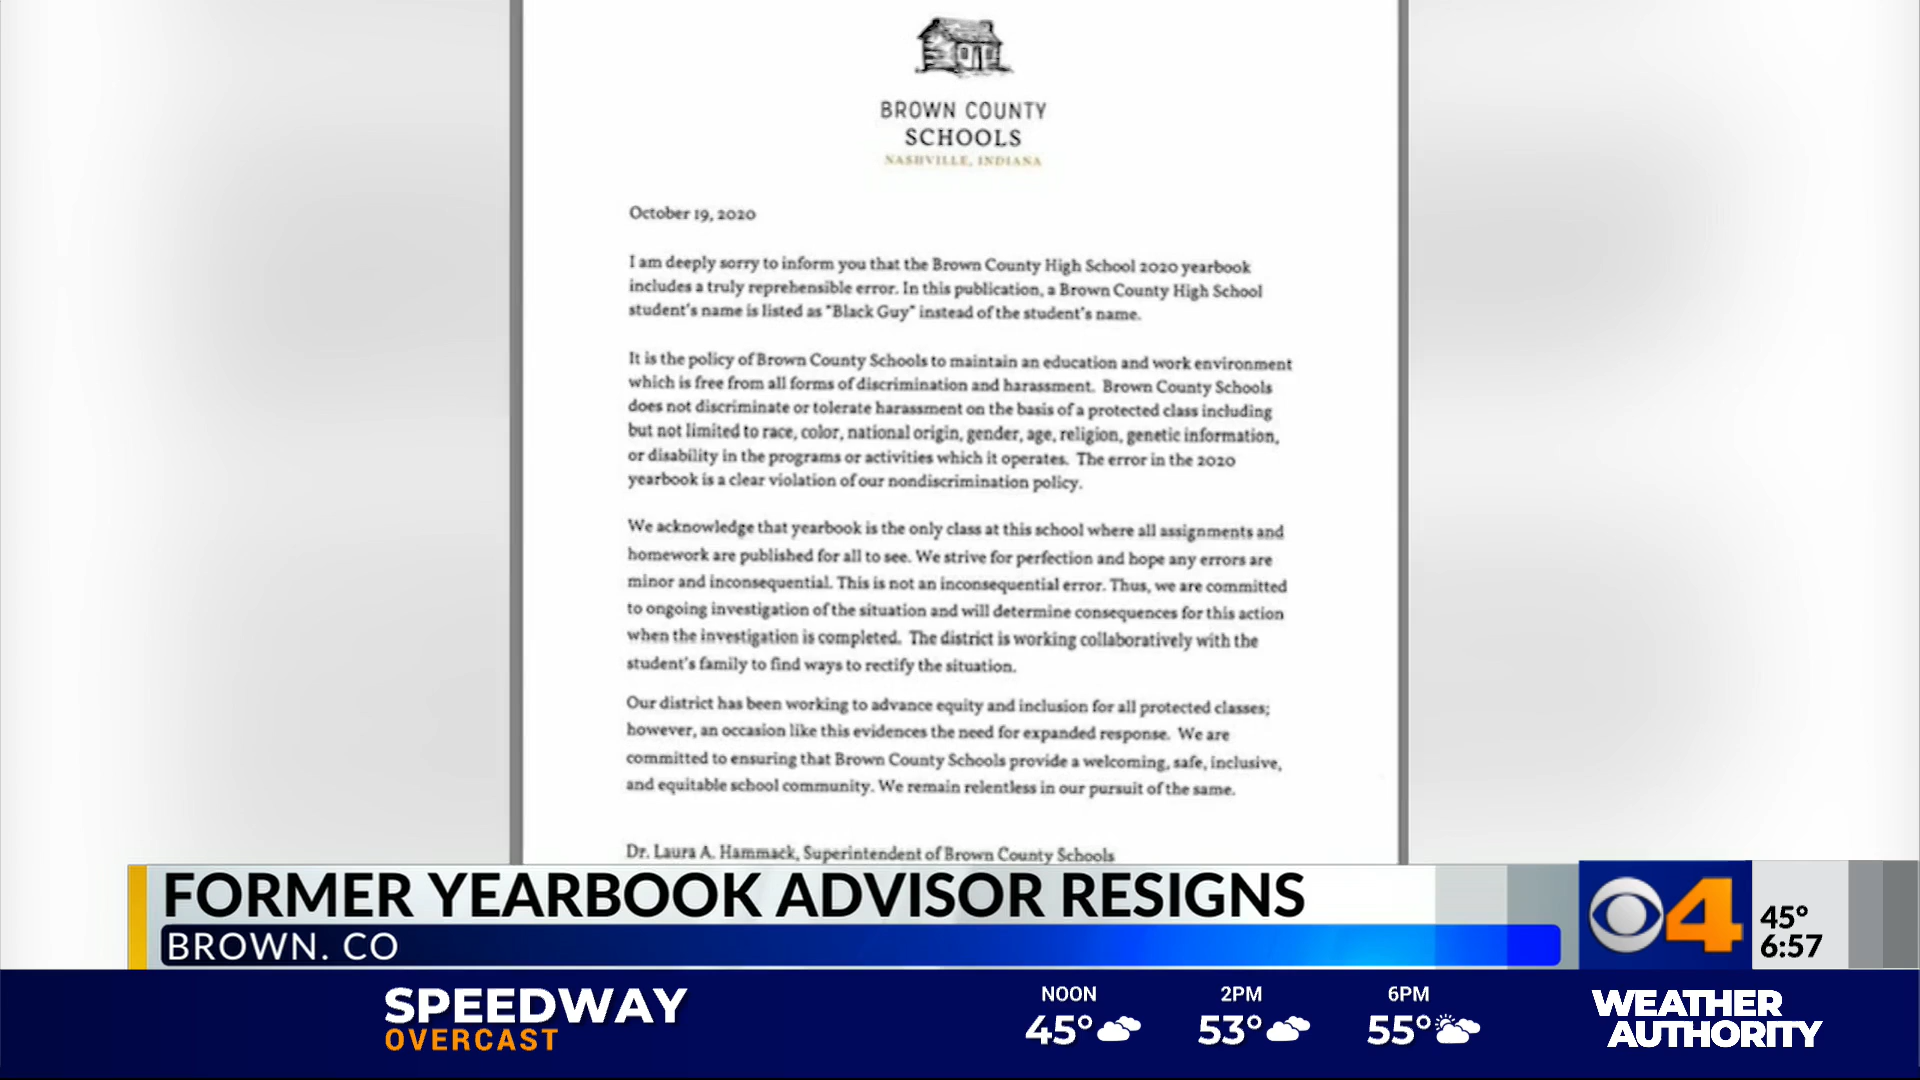 BROWN COUNTY
SCHOOLS
NASHVILLE, INDIANA
October 19, 2020
I am deeply sorry to inform you that the Brown County High School 2020 yearbook
includes a truly reprehensible error. In this publication, a Brown County High School
student's name is listed as "Black Guy" instead of the student's name.
It is the policy of Brown County Schools to maintain an education and work environment
which is free from all forms of discrimination and harassment. Brown County Schools
does not discriminate or tolerate harassment on the basis of a protected class including
but not limited to race, color, national origin, gender, age, religion, genetic information,
or disability in the programs or activities which it operates. The error in the 2020
yearbook is a clear violation of our nondiscrimination policy.
We acknowledge that yearbook is the only class at this school where all assignments and
homework are published for all to see. We strive for perfection and hope any errors are
minor and inconsequential. This is not an inconsequential error. Thus, we are committed
to ongoing investigation of the situation and will determine consequences for this action
when the investigation is completed. The district is working collaboratively with the
student's family to find ways to rectify the situation.
Our district has been working to advance equity and inclusion for all protected classes;
however, an occasion like this evidences the need for expanded response. We are
committed to ensuring that Brown County Schools provide a welcoming, safe, inclusive,
and equitable school community. We remain relentless in our pursuit of the same.
Dr. Laura A. Hammack, Superintendent of Brown County Schools
FORMER YEARBOOK ADVISOR RESIGNS
BROWN. CO
4
45°
6:57
SPEEDWAY
OVERCAST
NOON
45°
2PM
53°
6PM
55°
WEATHER
AUTHORITY